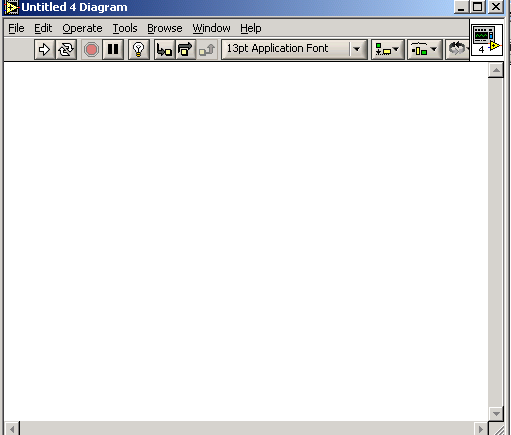 Untitled 4 Diagram
File Edit Operate Tools Browse Window Help
13pt Application Font
4